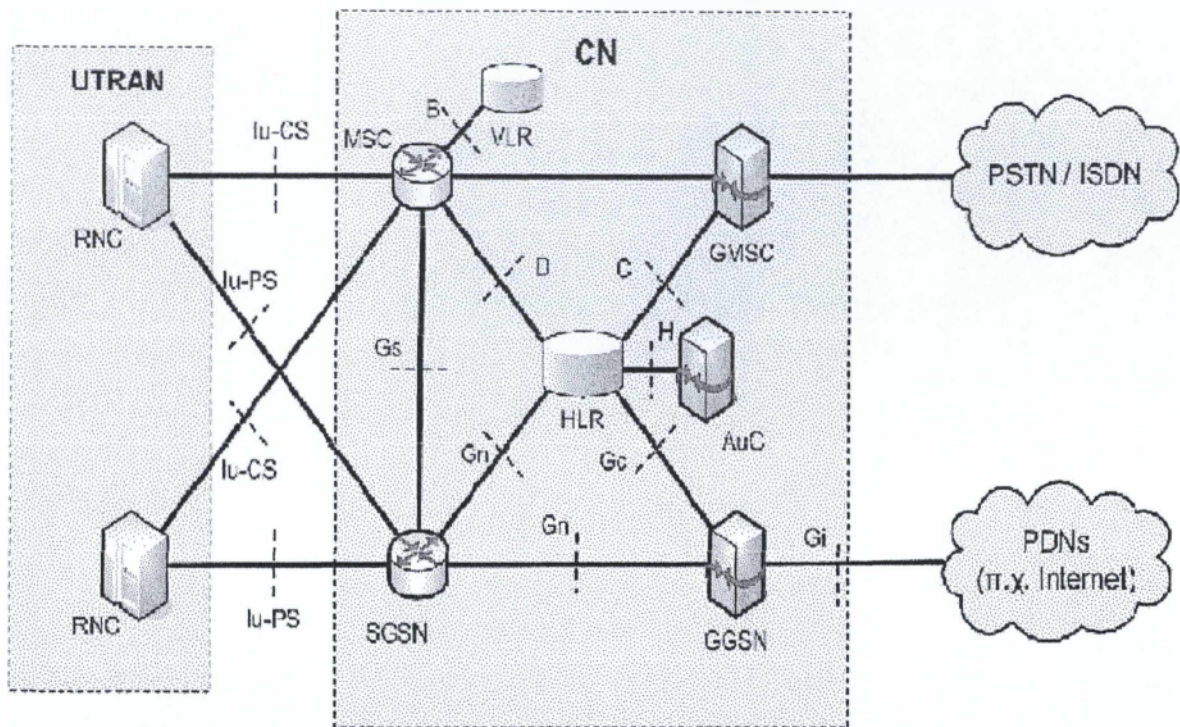 CN
UTRAN
B
Iu-CS
MSC
VLR
PSTN / ISDN
RNC
GMSC
D
C
Iu-PS
H
Gs
HLR
AuC
Gn
Gc
Iu-CS
Gn
Gi
PDNs
(π.χ. Internet)
RNC
Iu-PS
SGSN
GGSN